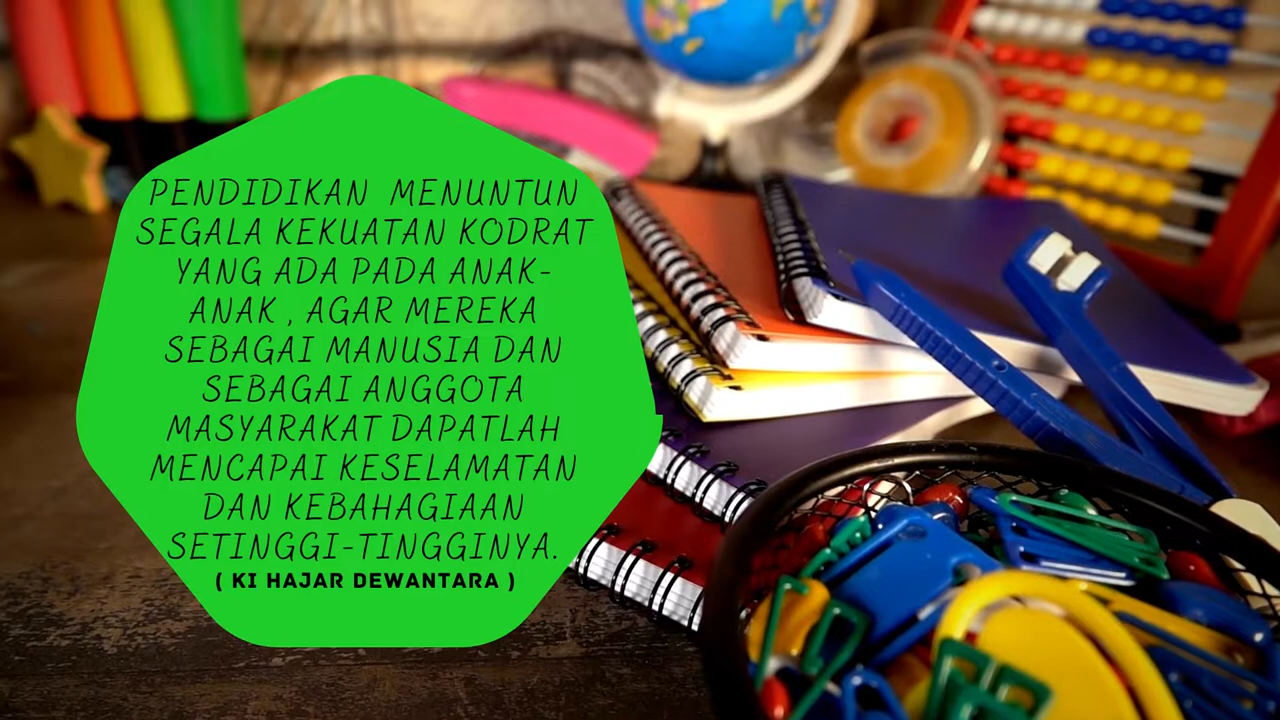 PENDIDIKAN MENUNTUN
SEGALA KEKUATAN KODRAT
YANG ADA PADA ANAK-
ANAK , AGAR MEREKA
SEBAGAI MANUSIA DAN
SEBAGAI ANGGOTA
MASYARAKAT DAPATLAH
MENCAPAI KESELAMATAN
DAN KEBAHAGIAAN
SETINGGI-TINGGINYA.
( KI HAJAR DEWANTARA )